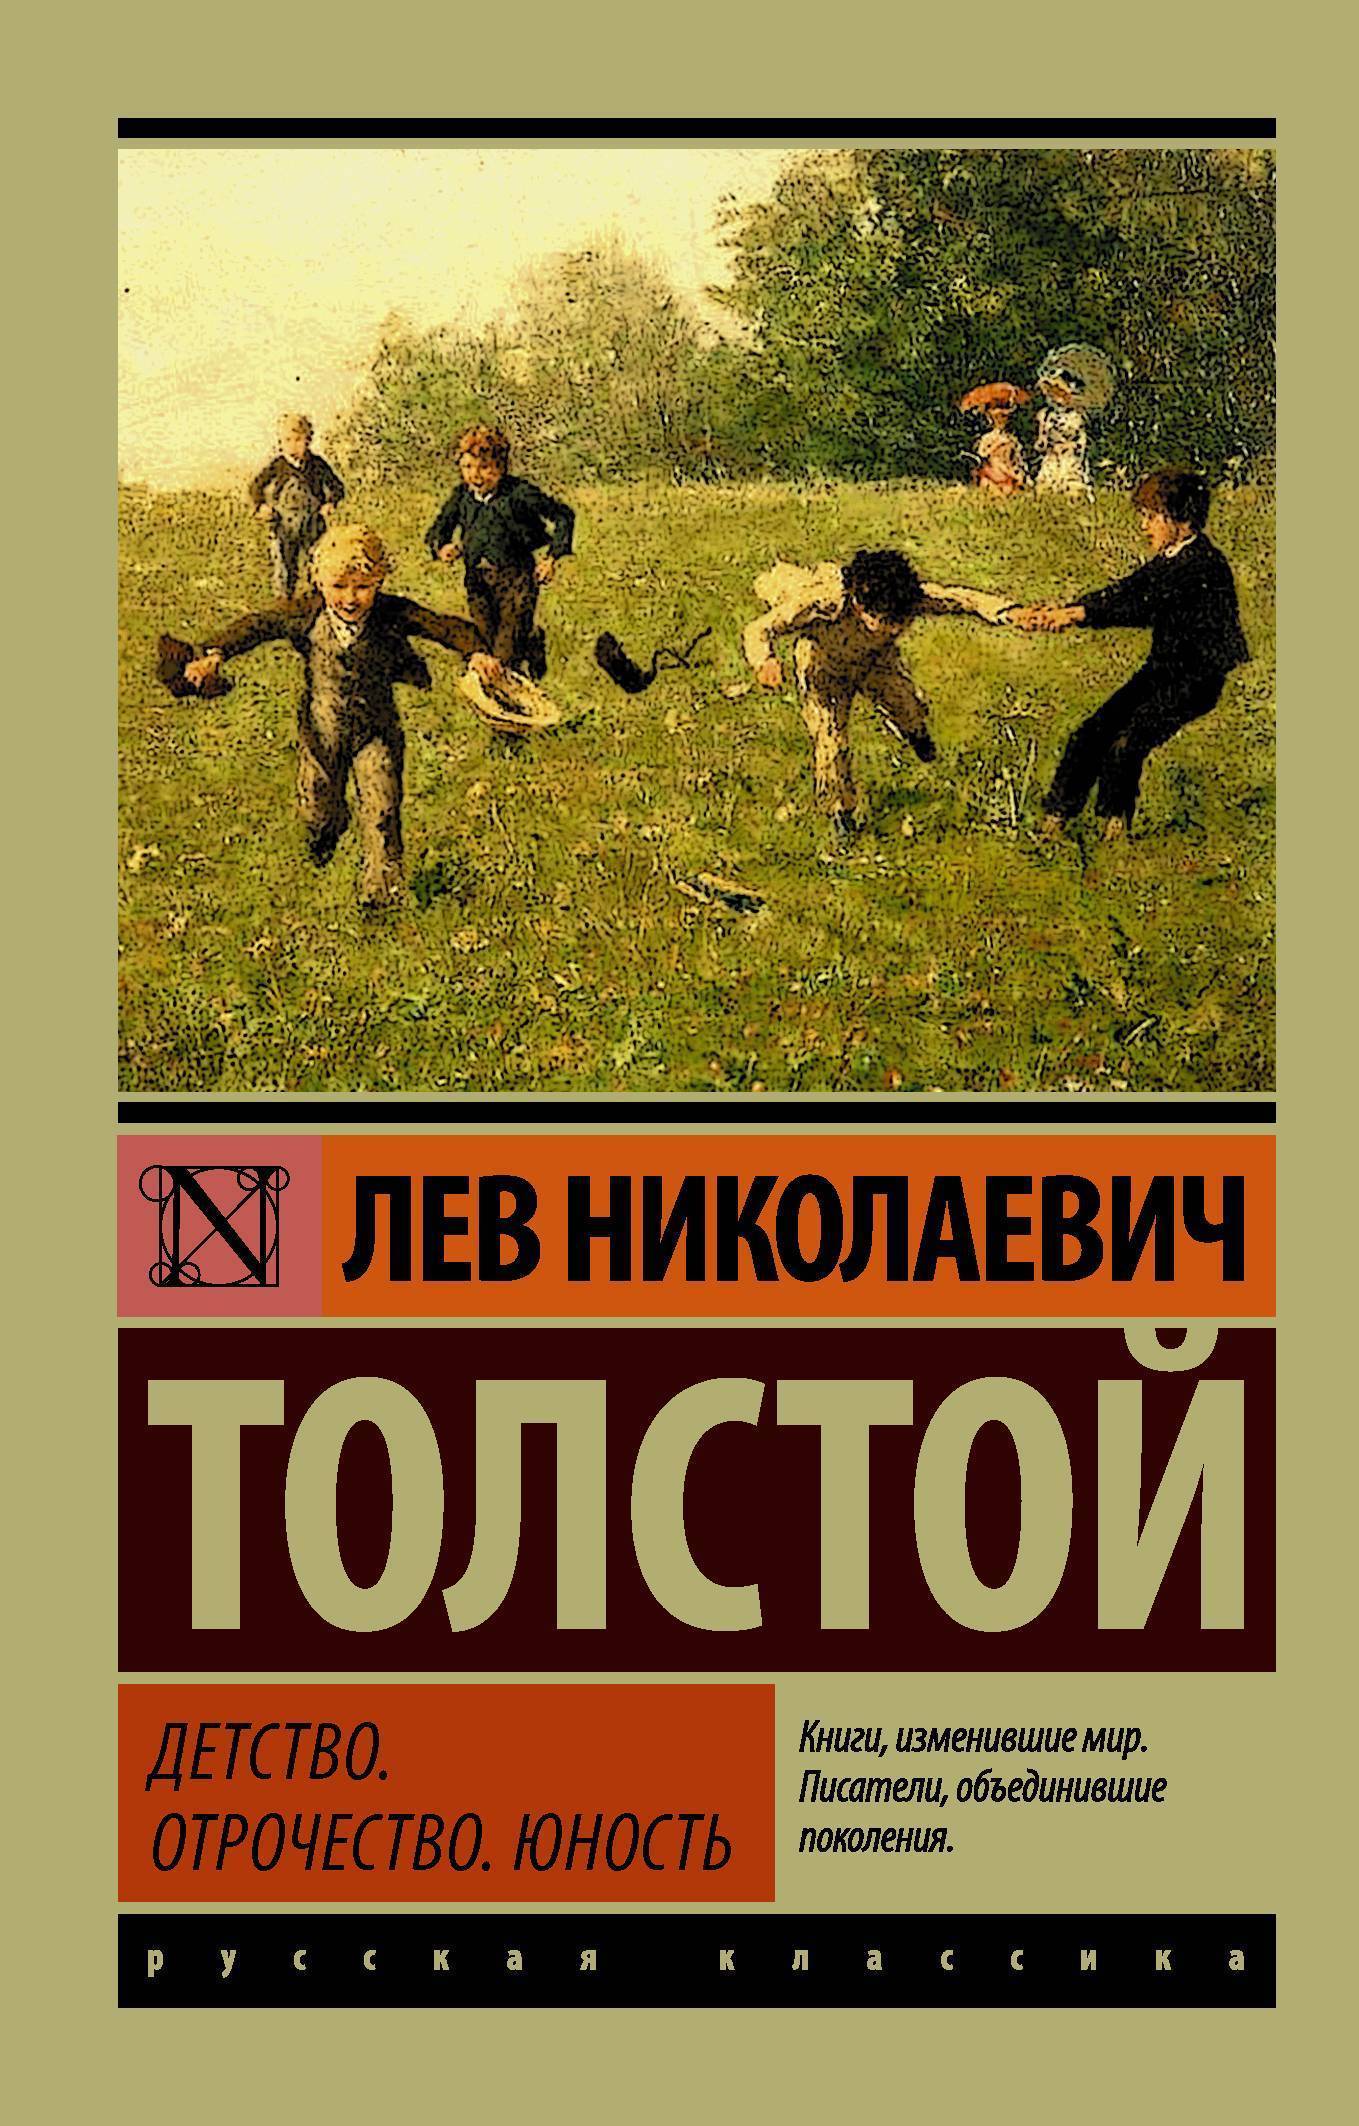 N
ЛЕВ НИКОЛАЕВИЧ
ТОЛСТОЙ
ДЕТСТВО.
ОТРОЧЕСТВО. ЮНОСТЬ
Книги, изменившие мир.
Писатели, объединившие
поколения.
русская классика